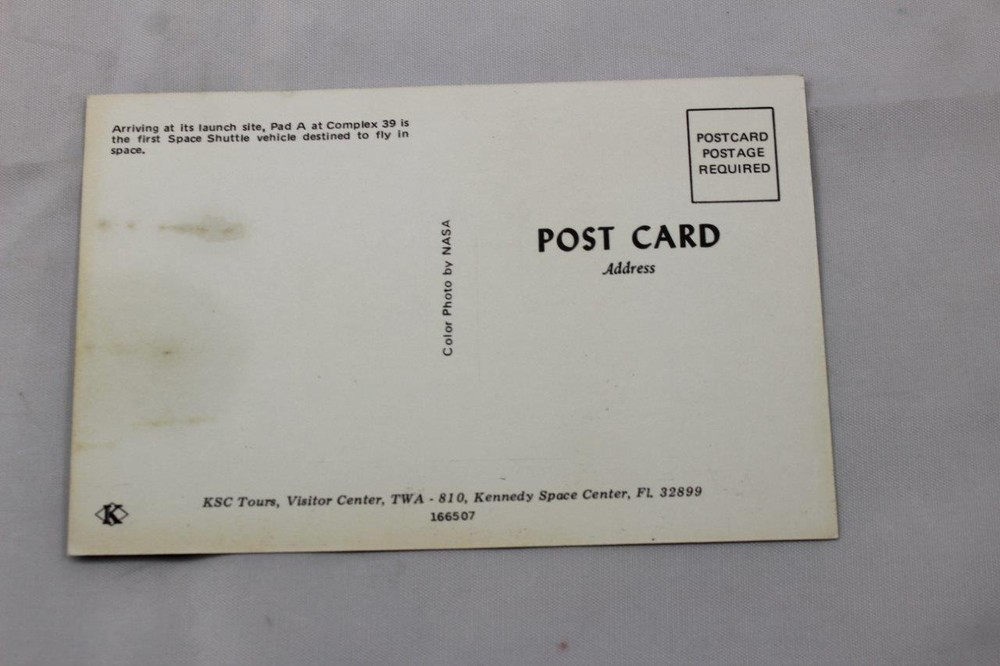 Arriving at its launch site, Pad A at Complex 39 is
the first Space Shuttle vehicle destined to fly in
space.
Color Photo by NASA
POSTCARD
POSTAGE
REQUIRED
POST CARD
Address
K
KSC Tours, Visitor Center, TWA - 810, Kennedy Space Center, FL 32899
166507